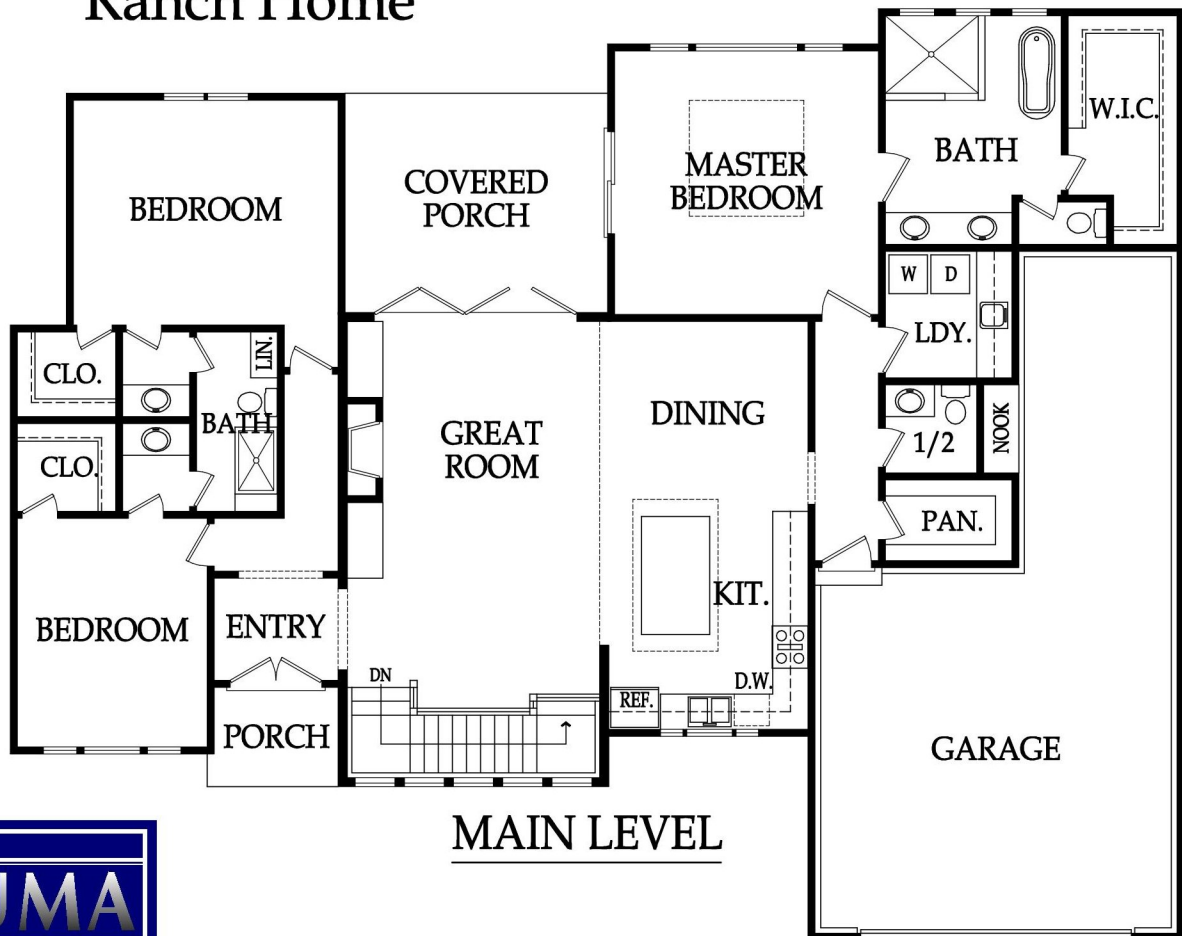 Ranch Home
W.I.C.
BATH
MASTER
BEDROOM
COVERED
PORCH
BEDROOM
W D
LDY.
LIN.
CLO.
BATH
GREAT
ROOM
DINING
1/2
NOOK
CLO.
PAN.
KIT.
BEDROOM
ENTRY
DN
D.W.
REF.
PORCH
GARAGE
MAIN LEVEL
UMA